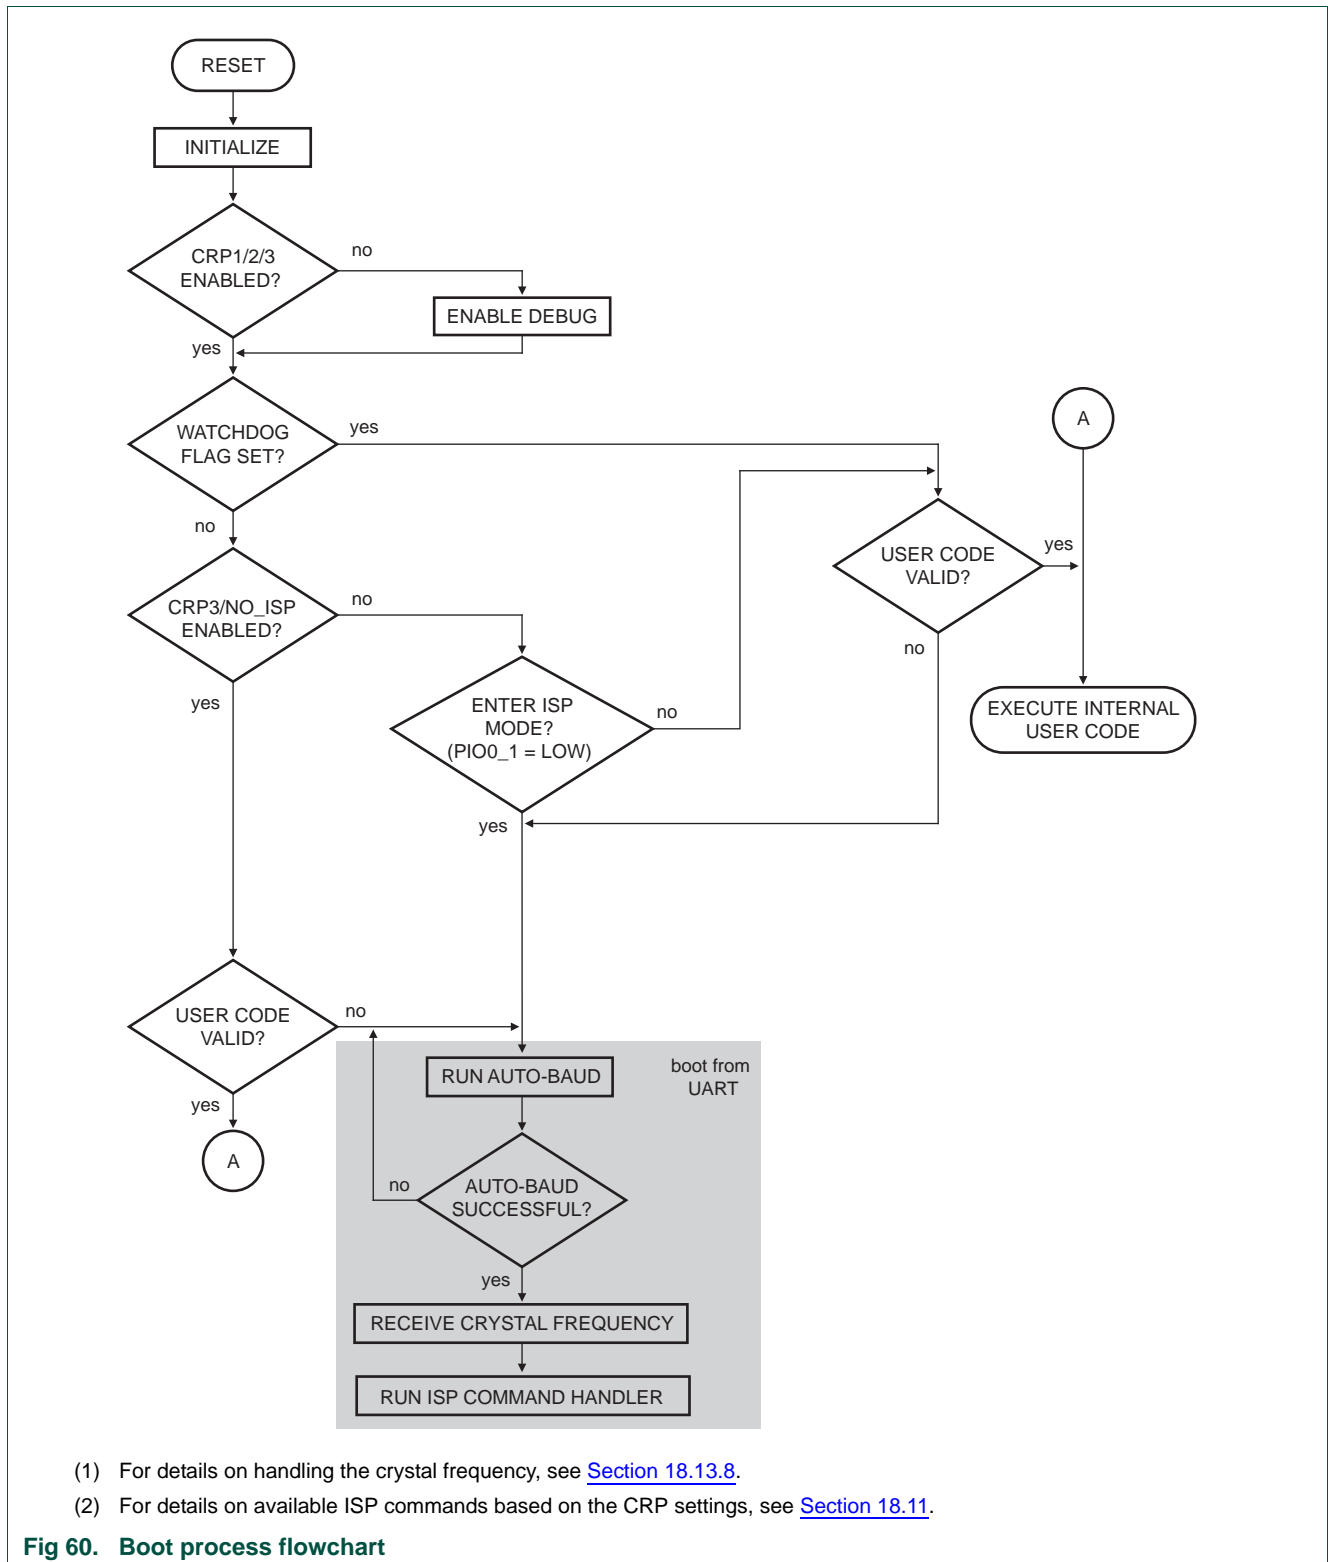 RESET
INITIALIZE
CRP1/2/3
ENABLED?
no
ENABLE DEBUG
yes
WATCHDOG
FLAG SET?
yes
A
no
USER CODE
VALID?
yes
no
CRP3/NO_ISP
ENABLED?
no
yes
ENTER ISP
MODE?
(PIO0_1 = LOW)
no
EXECUTE INTERNAL
USER CODE
yes
USER CODE
VALID?
no
yes
A
boot from
UART
RUN AUTO-BAUD
AUTO-BAUD
SUCCESSFUL?
no
yes
RECEIVE CRYSTAL FREQUENCY
RUN ISP COMMAND HANDLER
(1) For details on handling the crystal frequency, see Section 18.13.8.
(2) For details on available ISP commands based on the CRP settings, see Section 18.11.
Fig 60. Boot process flowchart